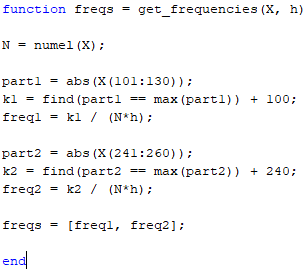 function freqs = get_frequencies(X, h)
N = numel(X);
part1 = abs(X(101:130));
k1 = find(part1 == max(part1)) + 100;
freq1 = k1 / (N*h);
part2 = abs(X(241:260));
k2 = find(part2 == max(part2)) + 240;
freq2 = k2 / (N*h);
freqs = [freq1, freq2];
end